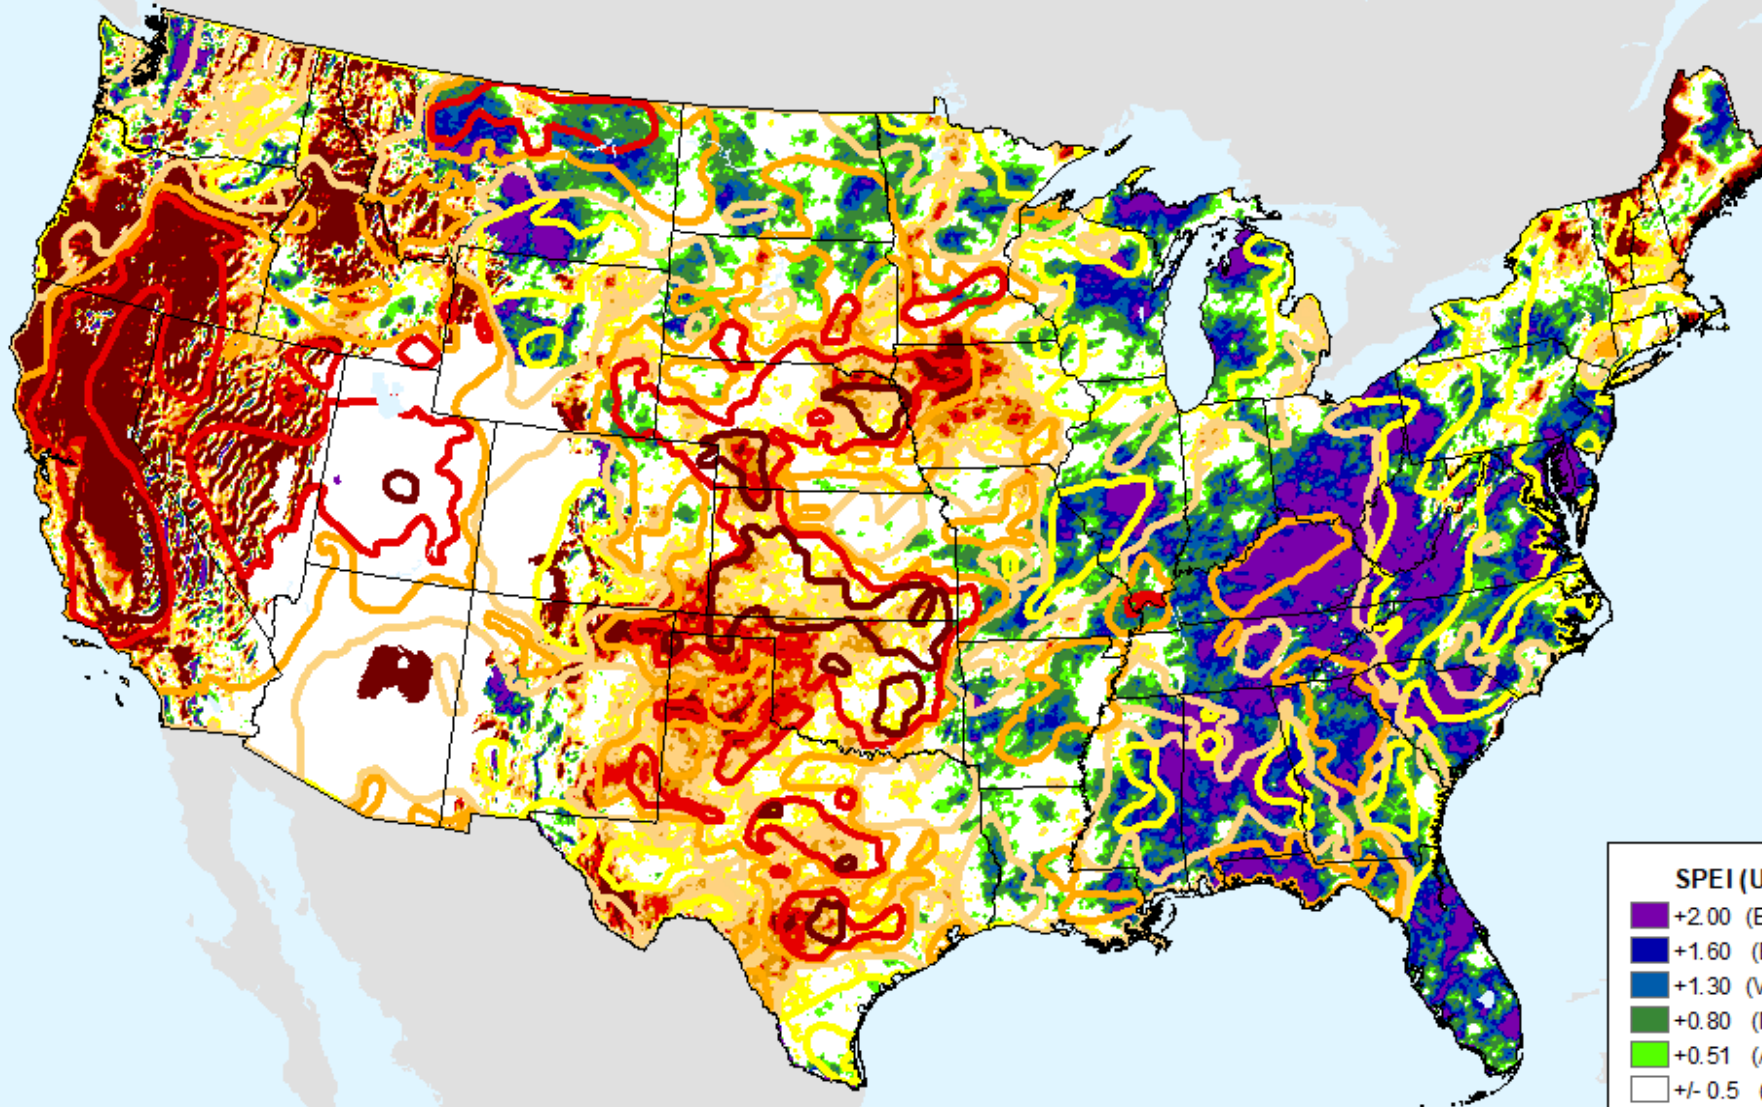 SPEI (U
+2.00 (E
+1.60 (
+1.30 (V
+0.80 (
+0.51 (
+/- 0.5 (